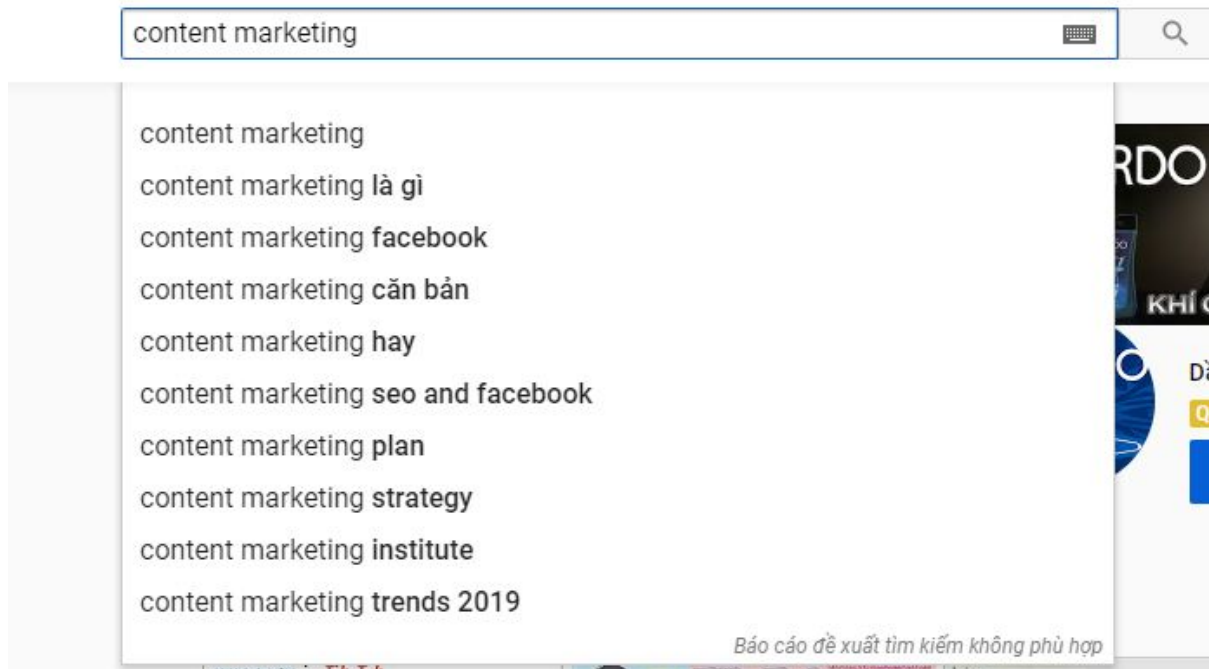 content marketing
content marketing
content marketing là gì
content marketing facebook
content marketing căn bản
content marketing hay
content marketing seo and facebook
content marketing plan
content marketing strategy
content marketing institute
content marketing trends 2019
Báo cáo đề xuất tìm kiếm không phù hợp
RDO
KHÍ